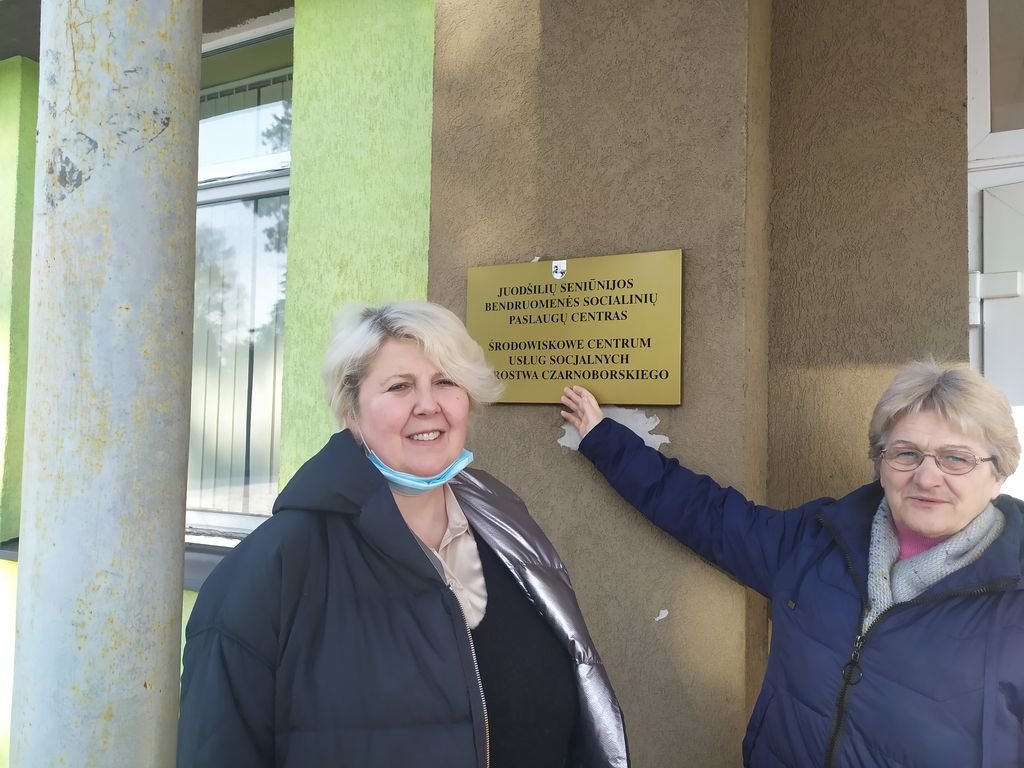 JUODŠILIŲ SENIŪNIJOS
BENDRUOMENĖS SOCIALINIŲ
PASLAUGŲ CENTRAS
ŚRODOWISKOWE CENTRUM
USŁUG SOCJALNYCH
CZARNOBORSKIEGO